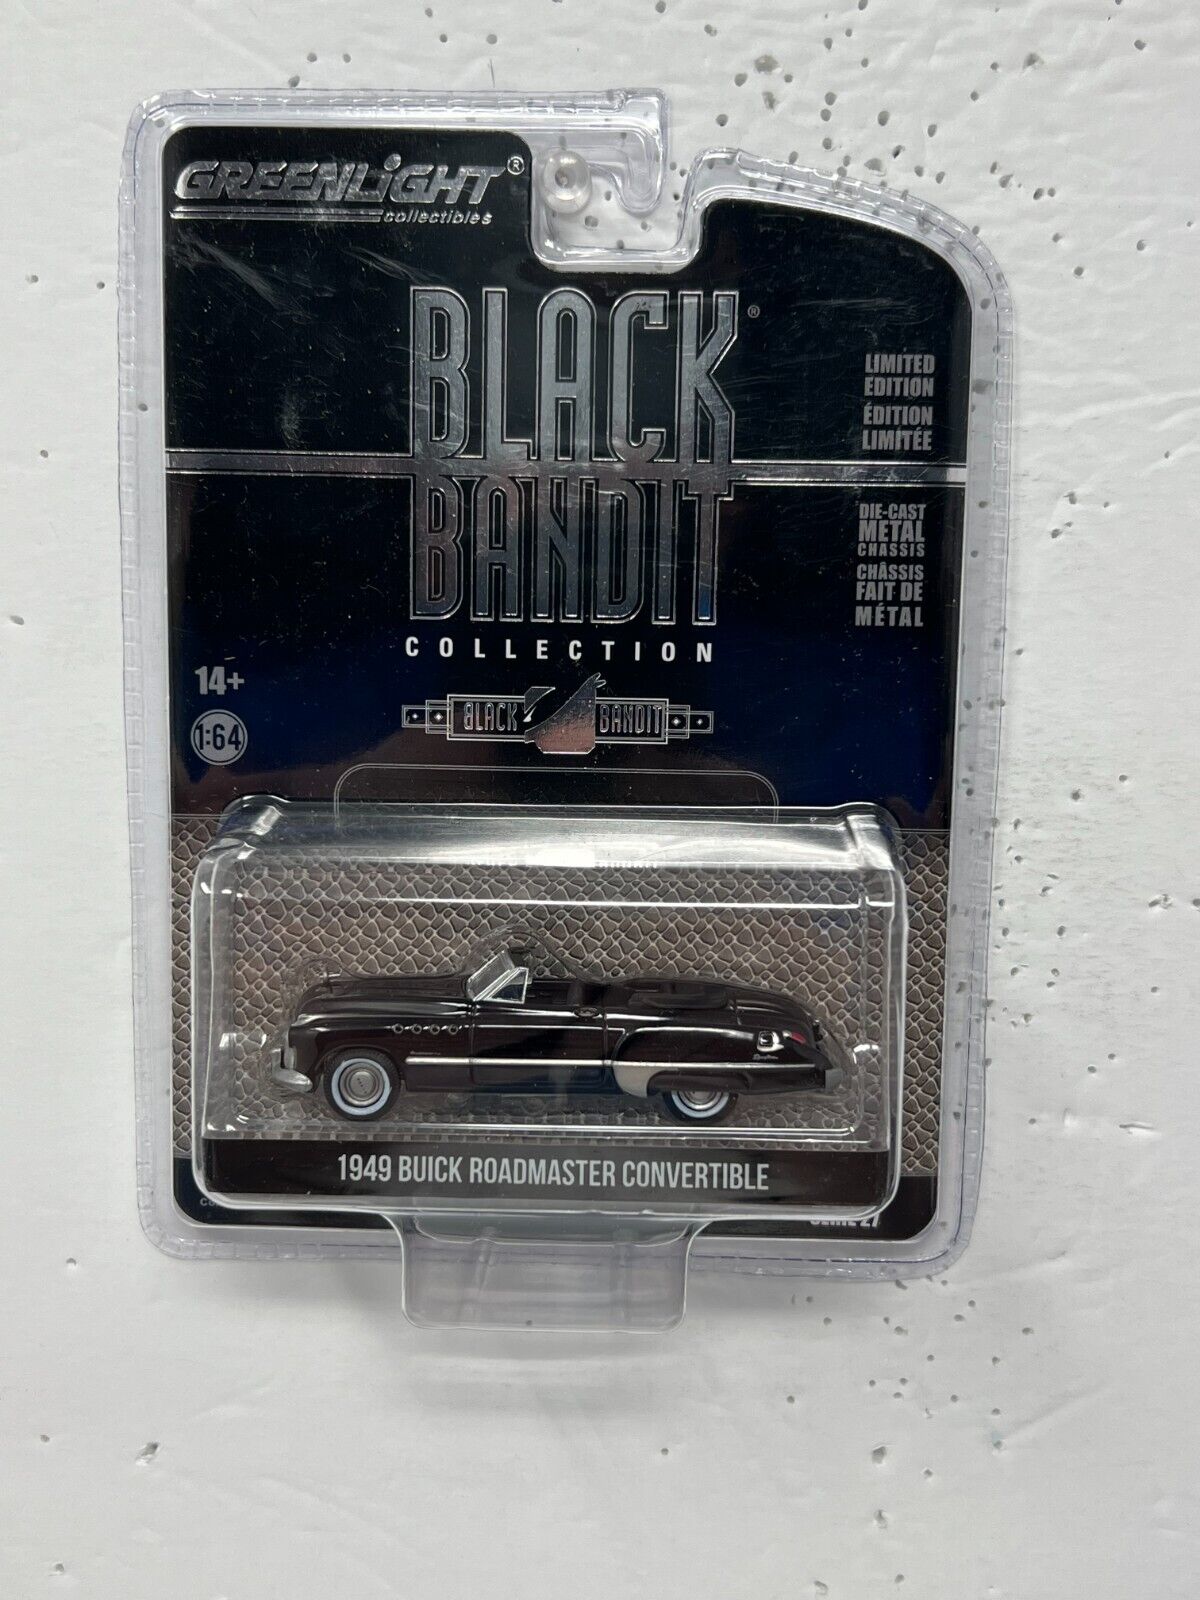 GREENLiGHT®
collectibles
BLACK®
BANDIT
COLLECTION
LIMITED
EDITION
ÉDITION
LIMITÉE
DIE-CAST
METAL
CHASSIS
CHÂSSIS
FAIT DE
MÉTAL
14+
1:64
BLACK BANDIT
1949 BUICK ROADMASTER CONVERTIBLE